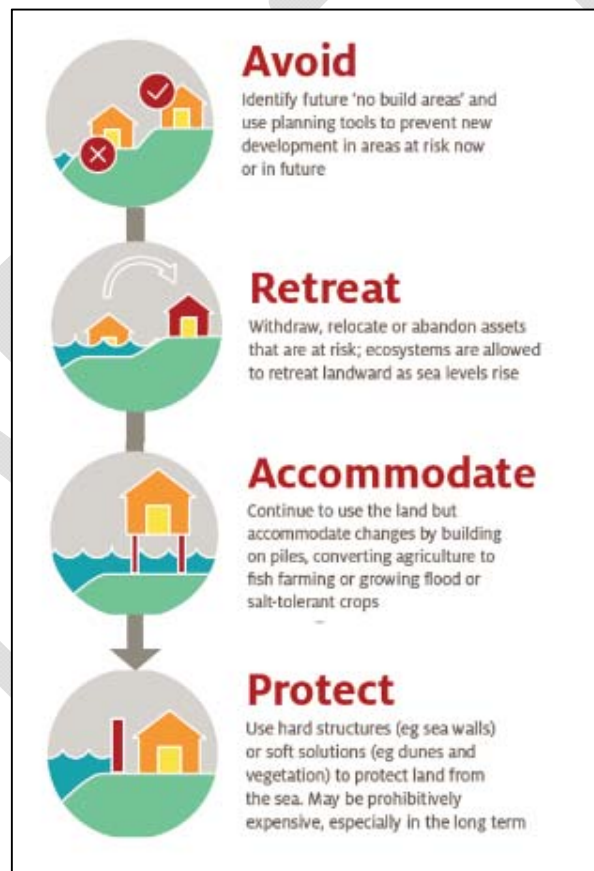 Avoid
Identify future 'no build areas' and
use planning tools to prevent new
development in areas at risk now
or in future
Retreat
Withdraw, relocate or abandon assets
that are at risk; ecosystems are allowed
to retreat landward as sea levels rise
Accommodate
Continue to use the land but
accommodate changes by building
on piles, converting agriculture to
fish farming or growing flood or
salt-tolerant crops
Protect
Use hard structures (eg sea walls)
or soft solutions (eg dunes and
vegetation) to protect land from
the sea. May be prohibitively
expensive, especially in the long term